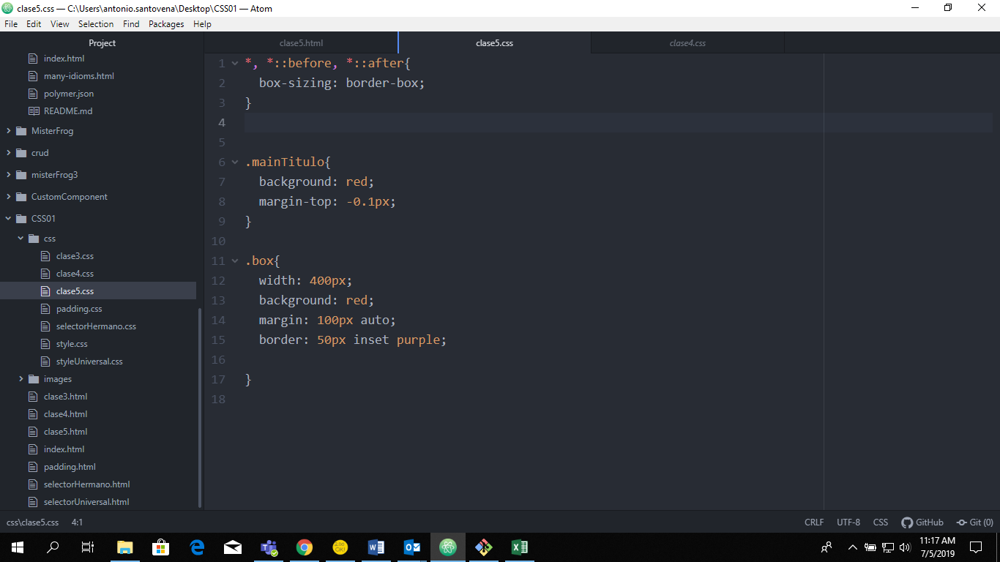 clase5.css — C:\Users\antonio.santovena\Desktop\CSS01 — Atom
File Edit View Selection Find Packages Help
Project
index.html
many-idioms.html
polymer.json
README.md
MisterFrog
crud
misterFrog3
CustomComponent
CSS01
css
clase3.css
clase4.css
clase5.css
padding.css
selectorHermano.css
style.css
styleUniversal.css
images
clase3.html
clase4.html
clase5.html
index.html
padding.html
selectorHermano.html
selectorUniversal.html
clase5.html clase5.css clase4.css
1 *, *::before, *::after{
2 box-sizing: border-box;
3 }
4
5
6 .mainTitulo{
7 background: red;
8 margin-top: -0.1px;
9 }
10
11 .box{
12 width: 400px;
13 background: red;
14 margin: 100px auto;
15 border: 50px inset purple;
16
17 }
18
css\clase5.css 4:1 CRLF UTF-8 CSS GitHub Git (0)
11:17 AM
7/5/2019